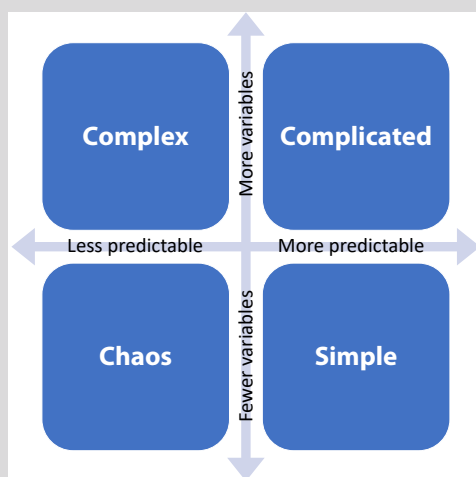 Complex
Complicated
More variables
Less predictable
More predictable
Chaos
Simple
Fewer variables